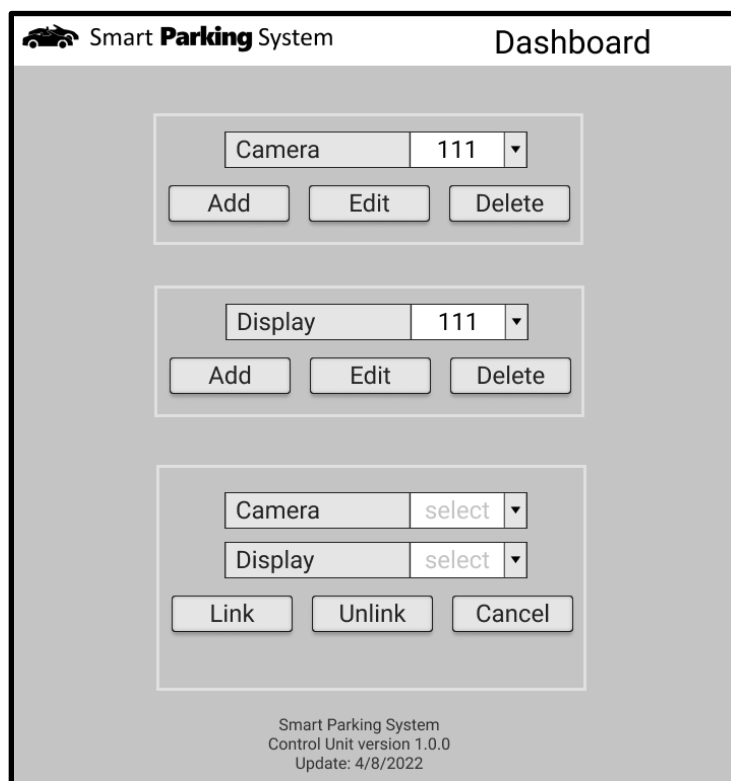 Smart Parking System
Dashboard
Camera 111
Add Edit Delete
Display 111
Add Edit Delete
Camera select
Display select
Link Unlink Cancel
Smart Parking System
Control Unit version 1.0.0
Update: 4/8/2022